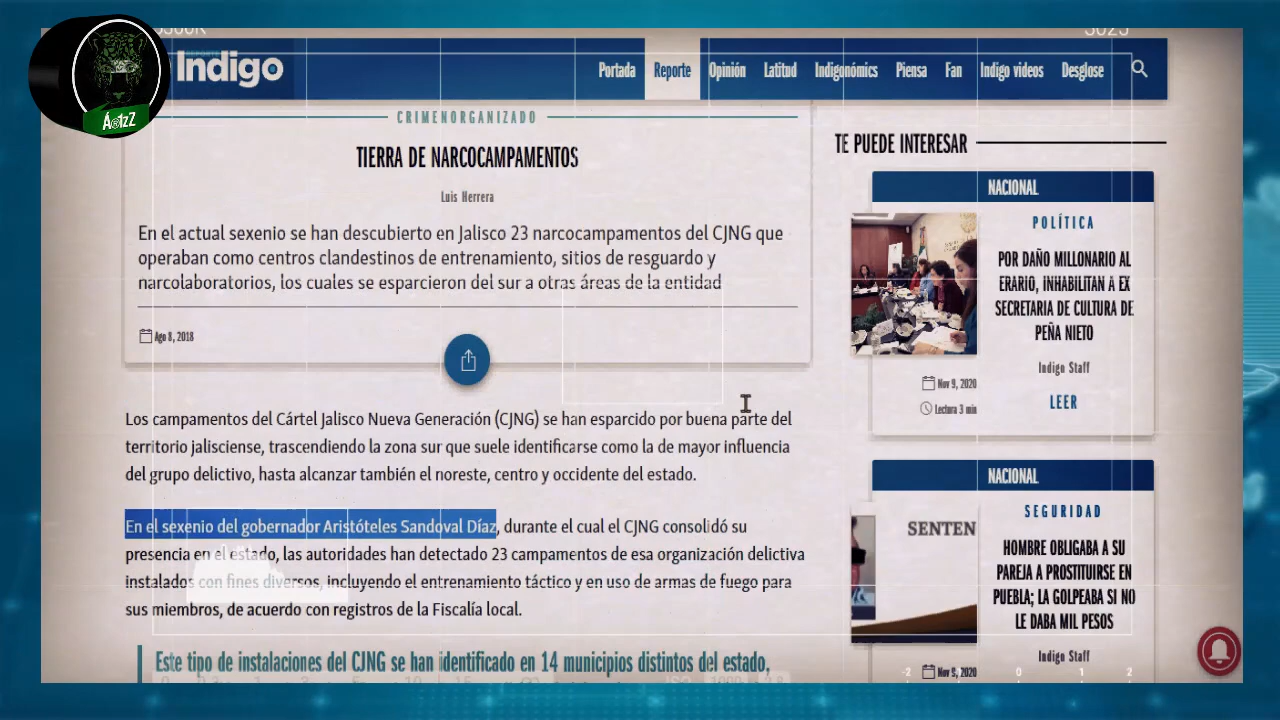 REPORTE
Indigo
Portada Reporte Opinión Latitud Indigonomics Piensa Fan Indigo videos Desglose
CRIMENORGANIZADO
TIERRA DE NARCOCAMPAMENTOS
Luis Herrera
En el actual sexenio se han descubierto en Jalisco 23 narcocampamentos del CJNG que
operaban como centros clandestinos de entrenamiento, sitios de resguardo y
narcolaboratorios, los cuales se esparcieron del sur a otras áreas de la entidad
Ago 8, 2018
Los campamentos del Cártel Jalisco Nueva Generación (CJNG) se han esparcido por buena parte del
territorio jalisciense, trascendiendo la zona sur que suele identificarse como la de mayor influencia
del grupo delictivo, hasta alcanzar también el noreste, centro y occidente del estado.
En el sexenio del gobernador Aristóteles Sandoval Díaz, durante el cual el CJNG consolidó su
presencia en el estado, las autoridades han detectado 23 campamentos de esa organización delictiva
instalados con fines diversos, incluyendo el entrenamiento táctico y en uso de armas de fuego para
sus miembros, de acuerdo con registros de la Fiscalía local.
Este tipo de instalaciones del CJNG se han identificado en 14 municipios distintos del estado,
TE PUEDE INTERESAR
NACIONAL
POLÍTICA
POR DAÑO MILLONARIO AL
ERARIO, INHABILITAN A EX
SECRETARIA DE CULTURA DE
PEÑA NIETO
Indigo Staff
Nov 9, 2020
Lectura 3 min
LEER
NACIONAL
SENTEN
SEGURIDAD
HOMBRE OBLIGABA A SU
PAREJA A PROSTITUIRSE EN
PUEBLA; LA GOLPEABA SI NO
LE DABA MIL PESOS
Indigo Staff
Nov 9, 2020
-2 0 1 2